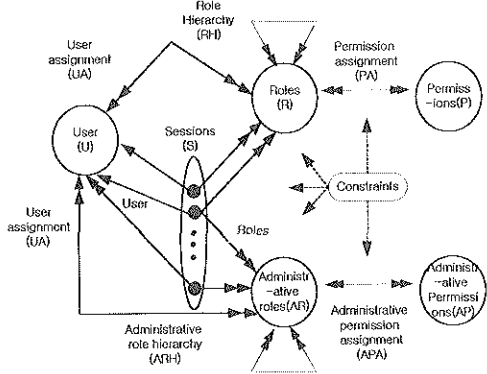 Role
Hierarchy
(RH)
User
assignment
(UA)
Permission
assignment
(PA)
Roles
(R)
Permiss
-ions(P)
User
(U)
Sessions
(S)
Constraints
User
User
assignment
(UA)
Roles
Administr
-ative
roles(AR)
Administr
-ative
Permissi
ons(AP)
Administrative
role hierarchy
(ARH)
Administrative
permission
assignment
(APA)